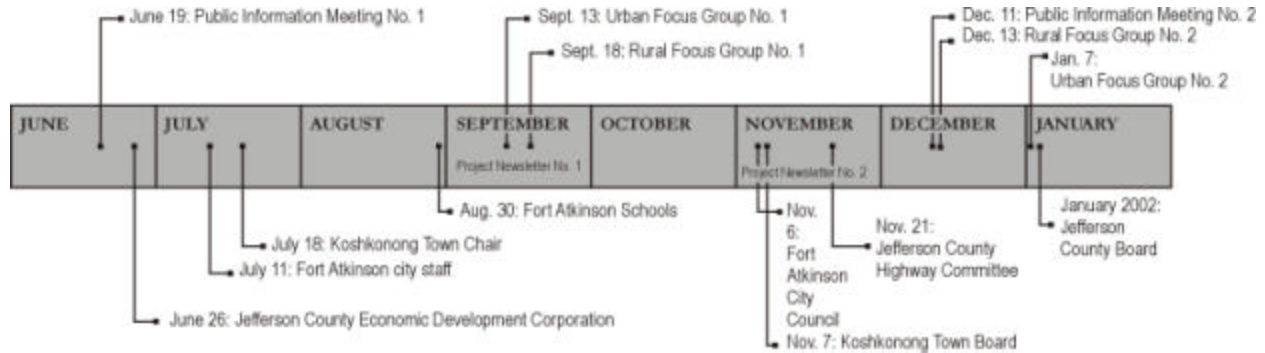 June 19: Public Information Meeting No. 1
Sept. 13: Urban Focus Group No. 1
Sept. 18: Rural Focus Group No. 1
Dec. 11: Public Information Meeting No. 2
Dec. 13: Rural Focus Group No. 2
Jan. 7:
Urban Focus Group No. 2
JUNE
JULY
AUGUST
SEPTEMBER
OCTOBER
NOVEMBER
DECEMBER
JANUARY
Project Newsletter No. 1
Project Newsletter No. 2
Aug. 30: Fort Atkinson Schools
July 18: Koshkonong Town Chair
July 11: Fort Atkinson city staff
June 26: Jefferson County Economic Development Corporation
Nov.
6:
Fort
Atkinson
City
Council
Nov. 7: Koshkonong Town Board
Nov. 21:
Jefferson County
Highway Committee
January 2002:
Jefferson
County Board